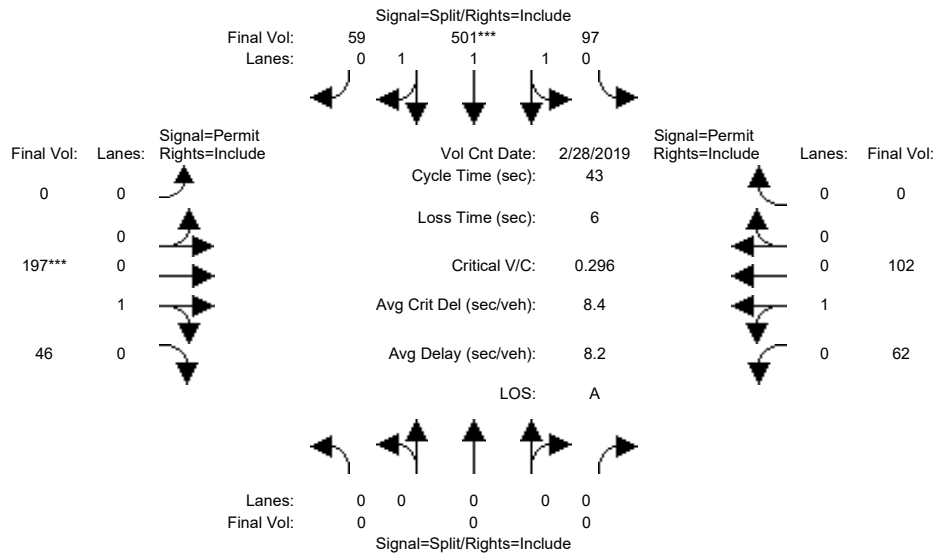 Signal=Split/Rights=Include
Final Vol: 59 501*** 97
Lanes: 0 1 1 1 0
Signal=Permit Signal=Permit
Final Vol: Lanes: Rights=Include Vol Cnt Date: 2/28/2019 Rights=Include Lanes: Final Vol:
Cycle Time (sec): 43
0 0 0 0
Loss Time (sec): 6
0 0
197*** 0 Critical V/C: 0.296 0 102
1 Avg Crit Del (sec/veh): 8.4 1
46 0 Avg Delay (sec/veh): 8.2 0 62
LOS: A
Lanes: 0 0 0 0 0
Final Vol: 0 0 0
Signal=Split/Rights=Include